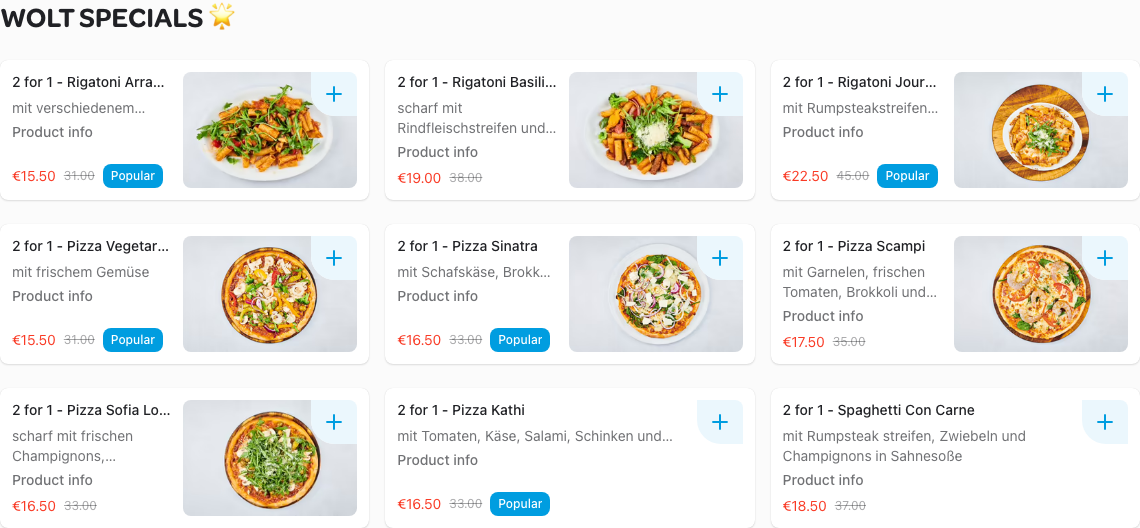 WOLT SPECIALS 🌟
2 for 1 - Rigatoni Arra...
mit verschiedenem...
Product info
€15.50 31.00 Popular
2 for 1 - Rigatoni Basili...
scharf mit
Rindfleischstreifen und...
Product info
€19.00 38.00
2 for 1 - Rigatoni Jour...
mit Rumpsteakstreifen...
Product info
€22.50 45.00 Popular
2 for 1 - Pizza Vegetar...
mit frischem Gemüse
Product info
€15.50 31.00 Popular
2 for 1 - Pizza Sinatra
mit Schafskäse, Brokk...
Product info
€16.50 33.00 Popular
2 for 1 - Pizza Scampi
mit Garnelen, frischen
Tomaten, Brokkoli und...
Product info
€17.50 35.00
2 for 1 - Pizza Sofia Lo...
scharf mit frischen
Champignons,...
Product info
€16.50 33.00
2 for 1 - Pizza Kathi
mit Tomaten, Käse, Salami, Schinken und...
Product info
€16.50 33.00 Popular
2 for 1 - Spaghetti Con Carne
mit Rumpsteak streifen, Zwiebeln und
Champignons in Sahnesoße
Product info
€18.50 37.00